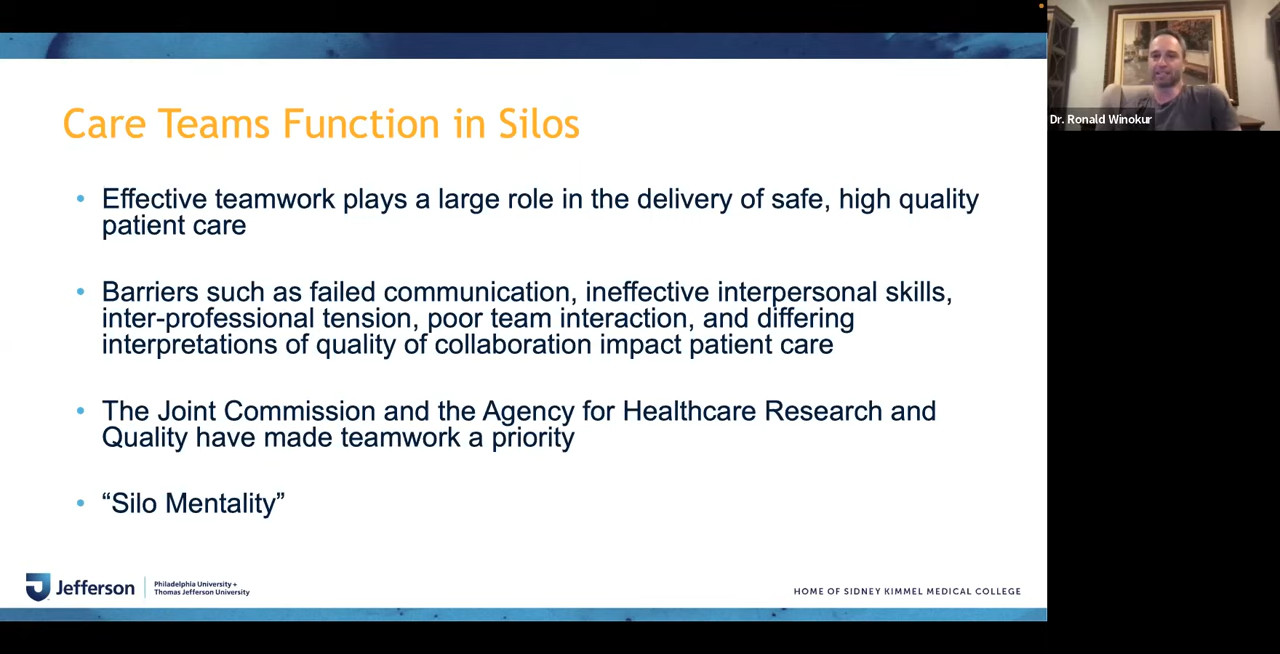 Care Teams Function in Silos
• Effective teamwork plays a large role in the delivery of safe, high quality
patient care
• Barriers such as failed communication, ineffective interpersonal skills,
inter-professional tension, poor team interaction, and differing
interpretations of quality of collaboration impact patient care
• The Joint Commission and the Agency for Healthcare Research and
Quality have made teamwork a priority
• “Silo Mentality”
Jefferson
Philadelphia University +
Thomas Jefferson University
HOME OF SIDNEY KIMMEL MEDICAL COLLEGE
Dr. Ronald Winokur